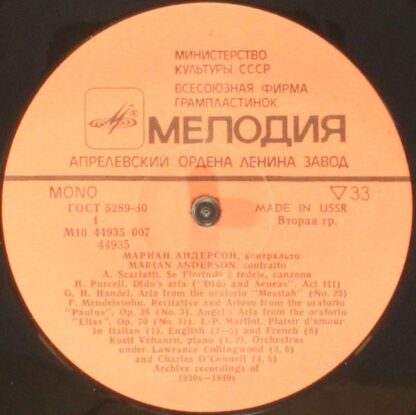 МИНИСТЕРСТВО
КУЛЬТУРЫ СССР
ВСЕСОЮЗНАЯ ФИРМА
ГРАМПЛАСТИНОК
МЕЛОДИЯ
АПРЕЛЕВСКИЙ ОРДЕНА ЛЕНИНА ЗАВОД
MONO
▽33
ГОСТ 5289-80
MADE IN USSR
1
Вторая гр.
М10 44935 007
44935
МАРИАН АНДЕРСОН, контральто
MARIAN ANDERSON, contralto
A. Scarlatti. Se Florindo è fedele, canzona
H. Purcell. Dido's aria ("Dido and Aeneas", Act III)
G. H. Handel. Aria from the oratorio "Messiah" (No. 23)
F. Mendelssohn. Recitative and Arioso from the oratorio
"Paulus", Op. 36 (No. 3). Angel's Aria from the oratorio
"Elias", Op. 70 (No. 31). J.-P. Martini. Plaisir d'amour
In Italian (1), English (2—5) and French (6)
Kosti Vehanen, piano (1, 2). Orchestras
under Lawrance Collingwood (3, 6)
and Charles O'Connell (4, 5)
Archive recordings of
1930s—1940s